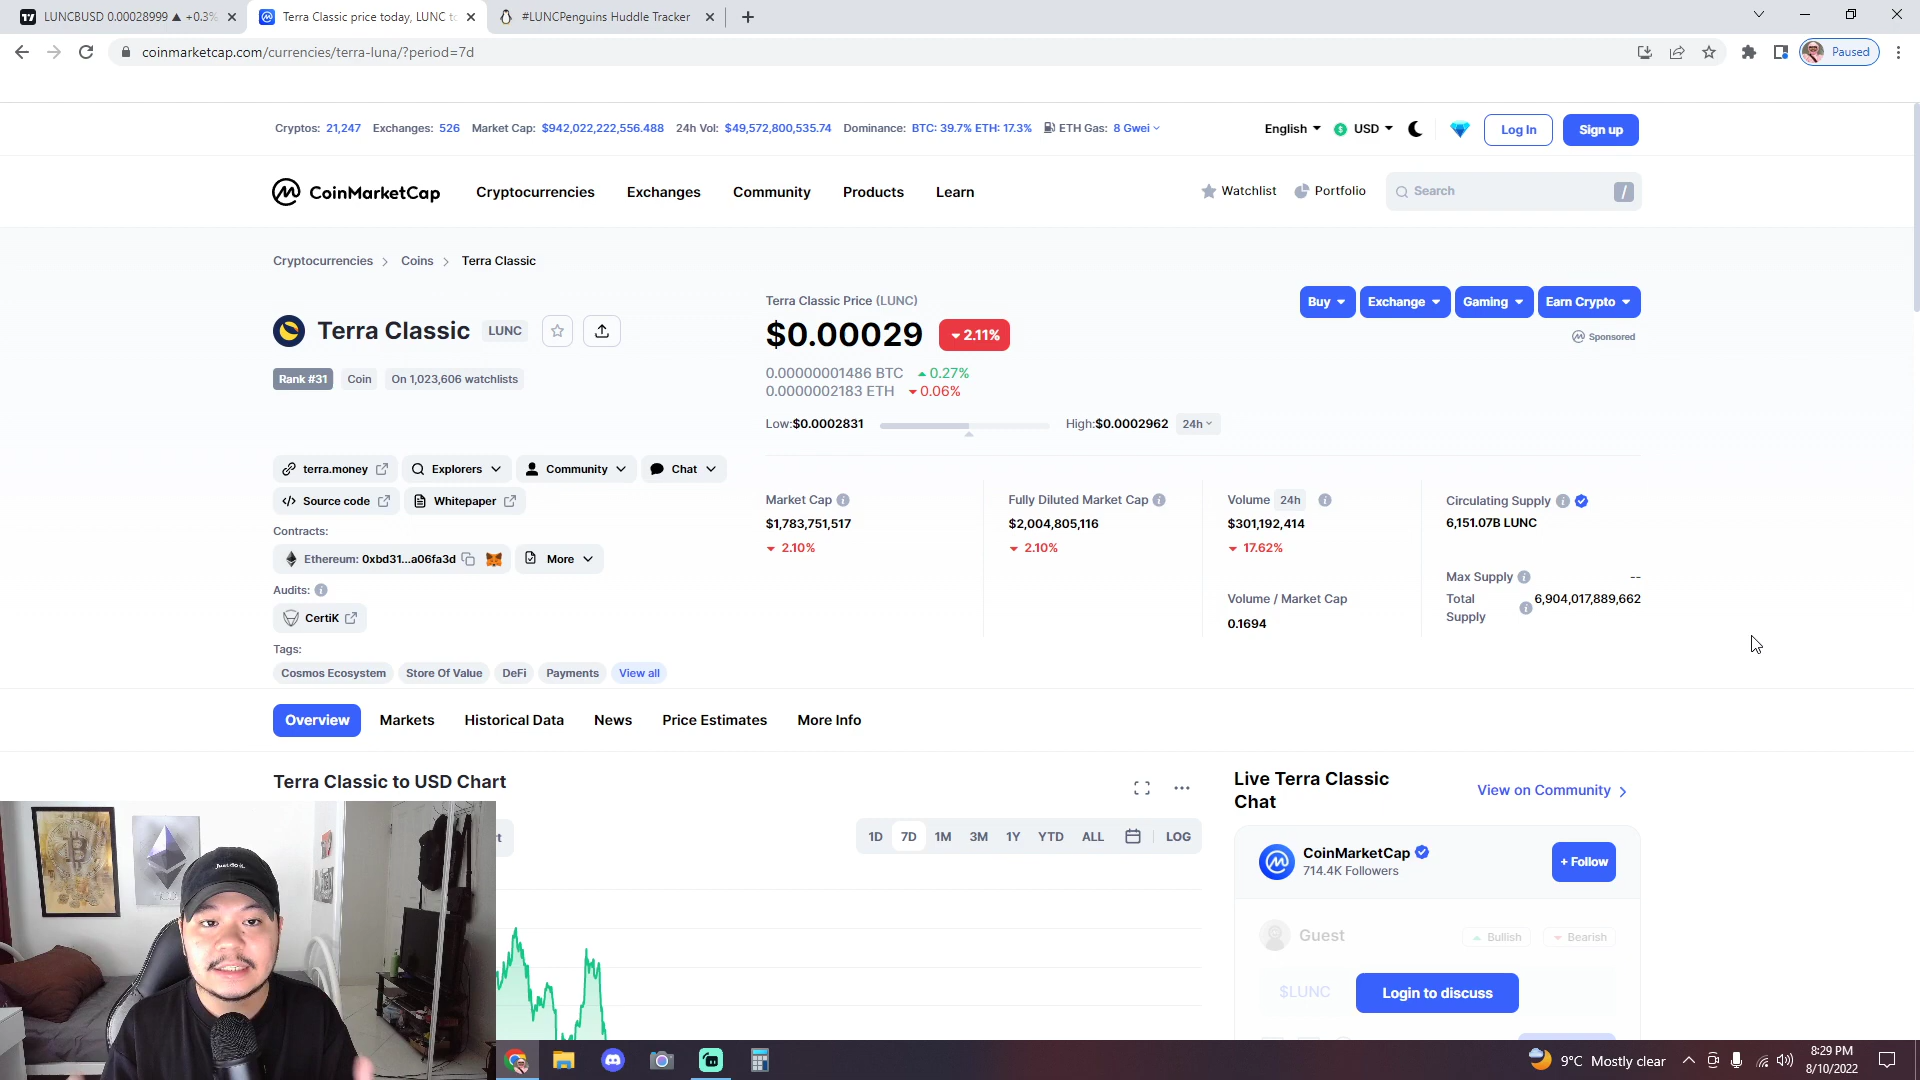 LUNCBUSD 0.00028999 ▲ +0.3%
Terra Classic price today, LUNC to
#LUNCPenguins Huddle Tracker
coinmarketcap.com/currencies/terra-luna/?period=7d
Paused
Cryptos: 21,247 Exchanges: 526 Market Cap: $942,022,222,556.488 24h Vol: $49,572,800,535.74 Dominance: BTC: 39.7% ETH: 17.3% ETH Gas: 8 Gwei
English USD Log In Sign up
CoinMarketCap Cryptocurrencies Exchanges Community Products Learn
Watchlist Portfolio Search /
Cryptocurrencies > Coins > Terra Classic
Terra Classic LUNC
Rank #31 Coin On 1,023,606 watchlists
Terra Classic Price (LUNC)
$0.00029 2.11%
0.00000001486 BTC 0.27%
0.0000002183 ETH 0.06%
Low:$0.0002831 High:$0.0002962 24h
Buy Exchange Gaming Earn Crypto
Sponsored
terra.money Explorers Community Chat
Source code Whitepaper
Contracts:
Ethereum: 0xbd31...a06fa3d More
Audits:
CertiK
Tags:
Cosmos Ecosystem Store Of Value DeFi Payments View all
Market Cap
$1,783,751,517
2.10%
Fully Diluted Market Cap
$2,004,805,116
2.10%
Volume 24h
$301,192,414
17.62%
Volume / Market Cap
0.1694
Circulating Supply
6,151.07B LUNC
Max Supply --
Total Supply 6,904,017,889,662
Overview Markets Historical Data News Price Estimates More Info
Terra Classic to USD Chart
1D 7D 1M 3M 1Y YTD ALL LOG
Live Terra Classic
Chat
View on Community >
CoinMarketCap
714.4K Followers
+ Follow
Guest Bullish Bearish
$LUNC
Login to discuss
Just do it.
9°C Mostly clear
8:29 PM
8/10/2022